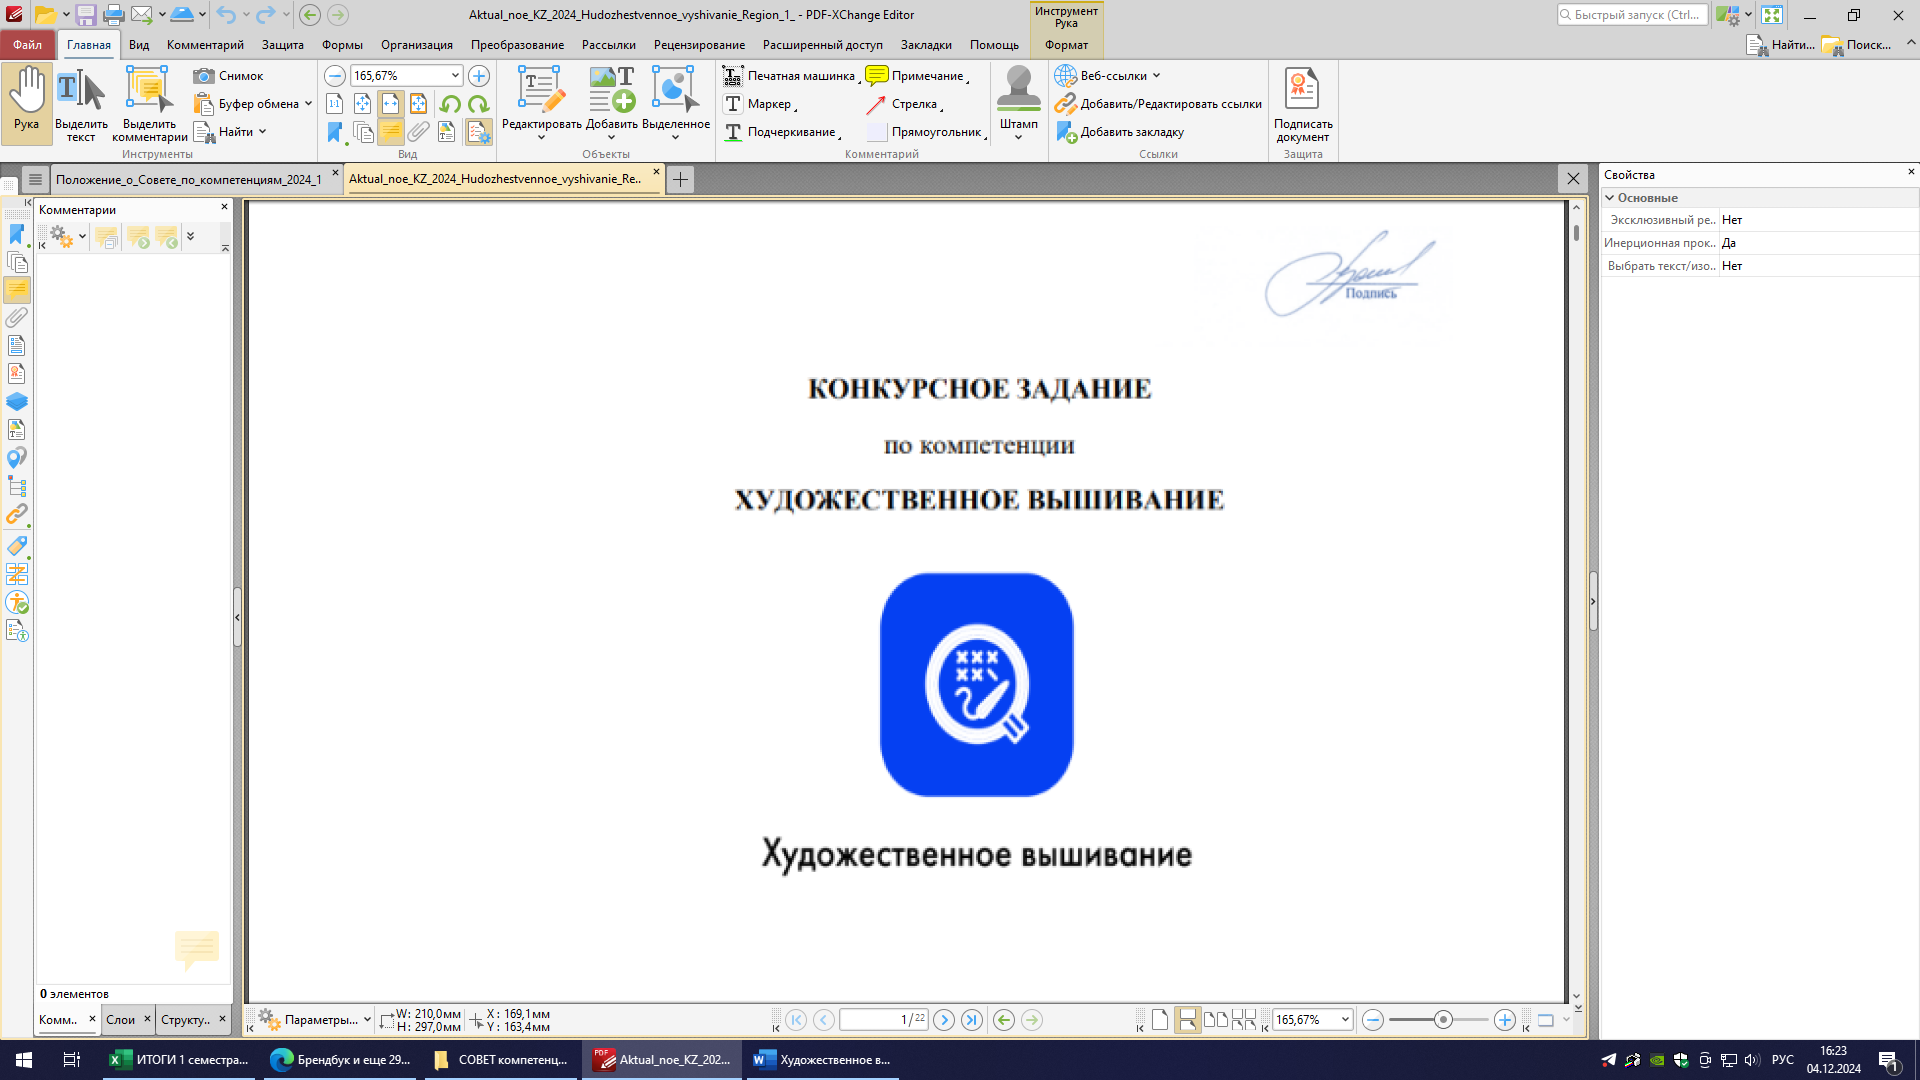 Aktual_noe_KZ_2024_Hudozhestvennoe_vyshivanie_Region_1_ - PDF-XChange Editor
Инструмент
Рука
Быстрый запуск (Ctrl...
Файл Главная Вид Комментарий Защита Формы Организация Преобразование Рассылки Рецензирование Расширенный доступ Закладки Помощь Формат
Найти... Поиск...
Рука
Выделить
текст
Выделить
комментарии
Снимок
Буфер обмена
Найти
Инструменты
165,67%
Вид
Редактировать Добавить Выделенное
Объекты
Печатная машинка Примечание
Маркер Стрелка
Подчеркивание Прямоугольник
Комментарий
Штамп
Веб-ссылки
Добавить/Редактировать ссылки
Добавить закладку
Ссылки
Подписать
документ
Защита
Положение_о_Совете_по_компетенциям_2024_1
Aktual_noe_KZ_2024_Hudozhestvennoe_vyshivanie_Re..
Комментарии
Свойства
Основные
Эксклюзивный ре.. Нет
Инерционная прок.. Да
Выбрать текст/изо.. Нет
Подпись
КОНКУРСНОЕ ЗАДАНИЕ
по компетенции
ХУДОЖЕСТВЕННОЕ ВЫШИВАНИЕ
Художественное вышивание
0 элементов
Комм.. Слои Структу..
Параметры...
W: 210,0мм
H: 297,0мм
X : 169,1мм
Y : 163,4мм
1/22
165,67%
ИТОГИ 1 семестра...
Брендбук и еще 29...
СОВЕТ компетенц...
Aktual_noe_KZ_202...
Художественное в...
РУС
16:23
04.12.2024
1